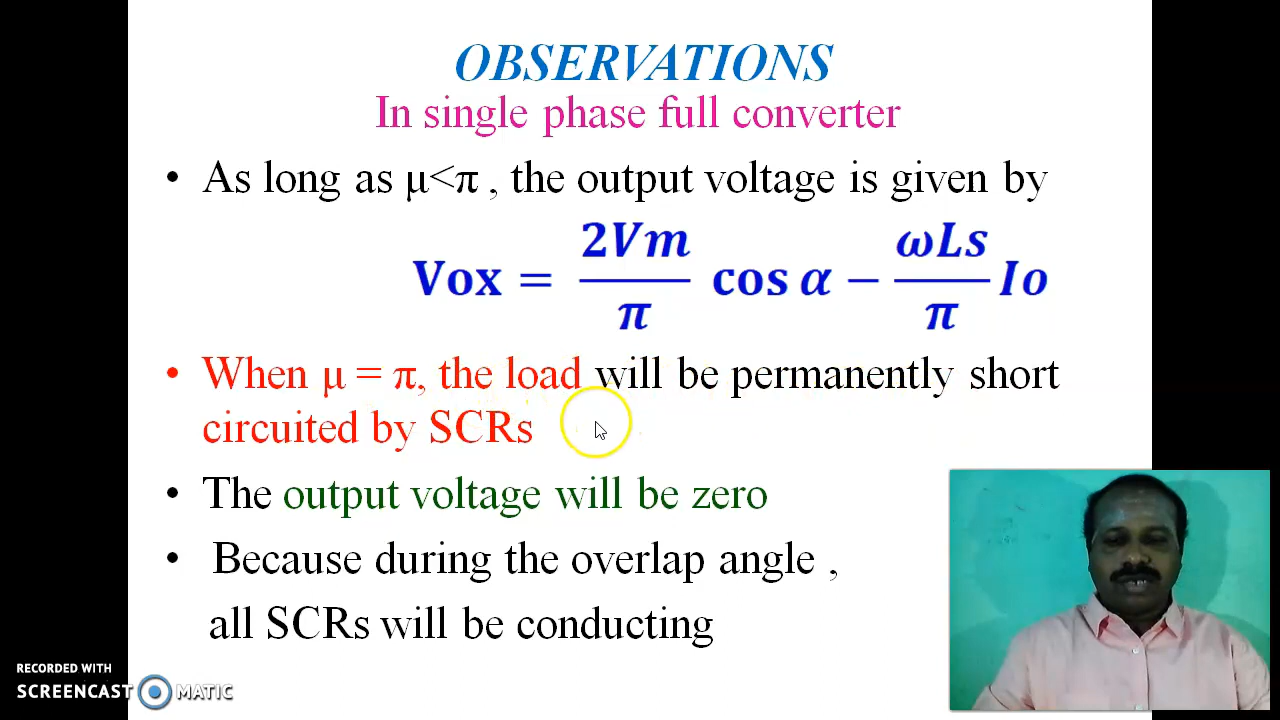 OBSERVATIONS
In single phase full converter
• As long as μ<π , the output voltage is given by
Vox = 2Vm/π cos α − ωLs/π Io
• When μ = π, the load will be permanently short
circuited by SCRs
• The output voltage will be zero
• Because during the overlap angle ,
all SCRs will be conducting
RECORDED WITH
SCREENCAST MATIC